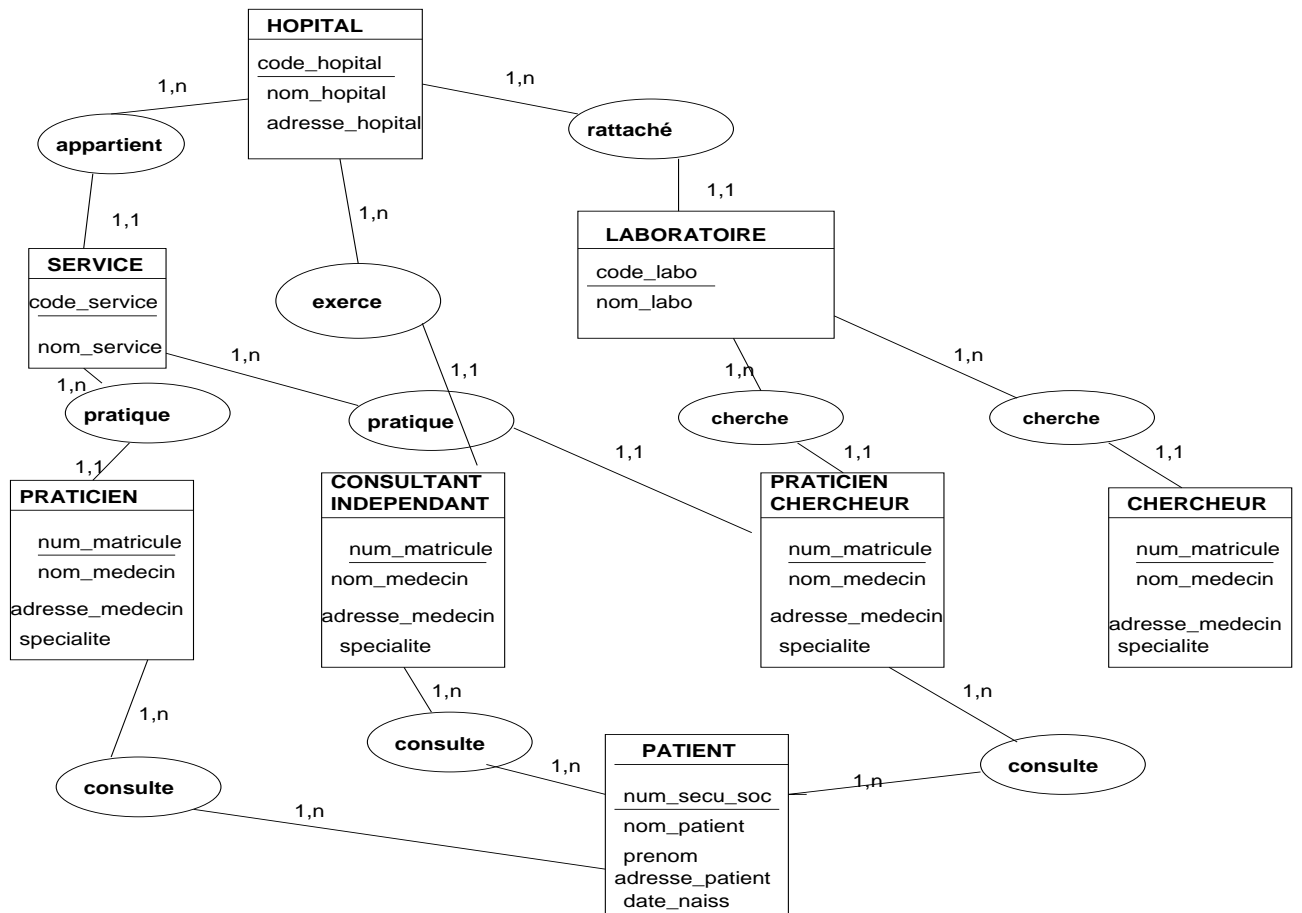 HOPITAL
code_hopital
nom_hopital
adresse_hopital
1,n
1,n
appartient
rattaché
1,1
1,n
1,1
SERVICE
code_service
nom_service
exerce
LABORATOIRE
code_labo
nom_labo
1,n
1,n
1,1
1,n
1,n
pratique
pratique
cherche
cherche
1,1
1,1
1,1
1,1
PRATICIEN
num_matricule
nom_medecin
adresse_medecin
specialite
CONSULTANT
INDEPENDANT
num_matricule
nom_medecin
adresse_medecin
specialite
PRATICIEN
CHERCHEUR
num_matricule
nom_medecin
adresse_medecin
specialite
CHERCHEUR
num_matricule
nom_medecin
adresse_medecin
specialite
1,n
1,n
1,n
consulte
consulte
consulte
1,n
1,n
1,n
PATIENT
num_secu_soc
nom_patient
prenom
adresse_patient
date_naiss